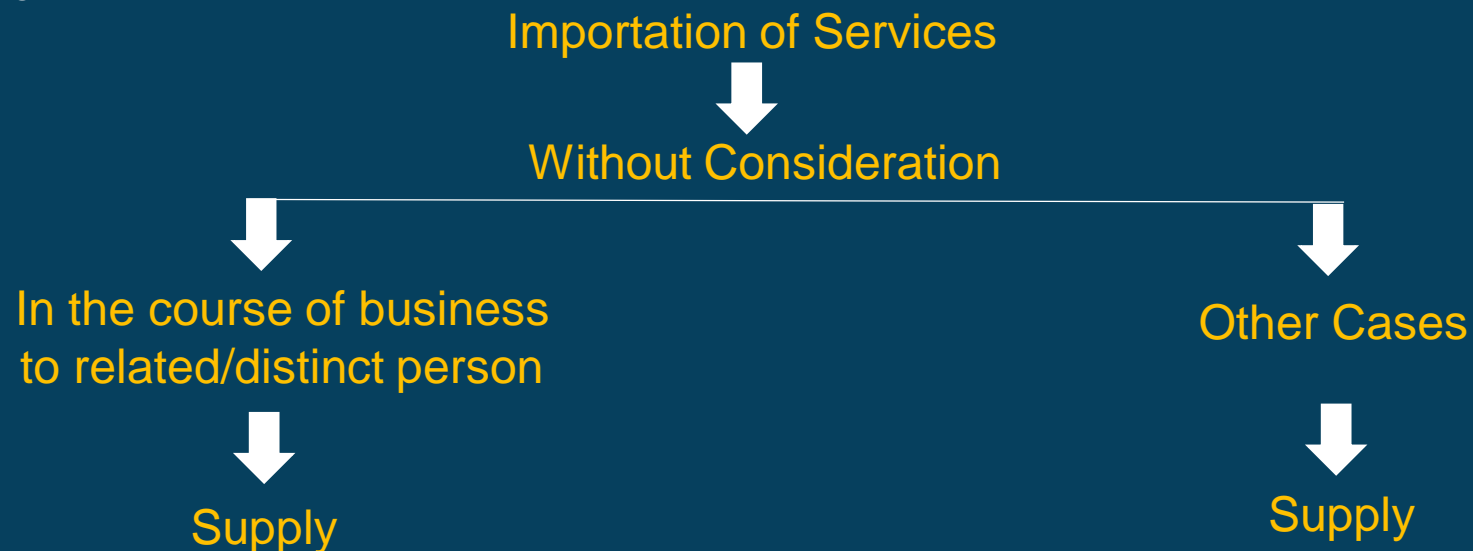 Importation of Services
Without Consideration
In the course of business
to related/distinct person
Other Cases
Supply
Supply